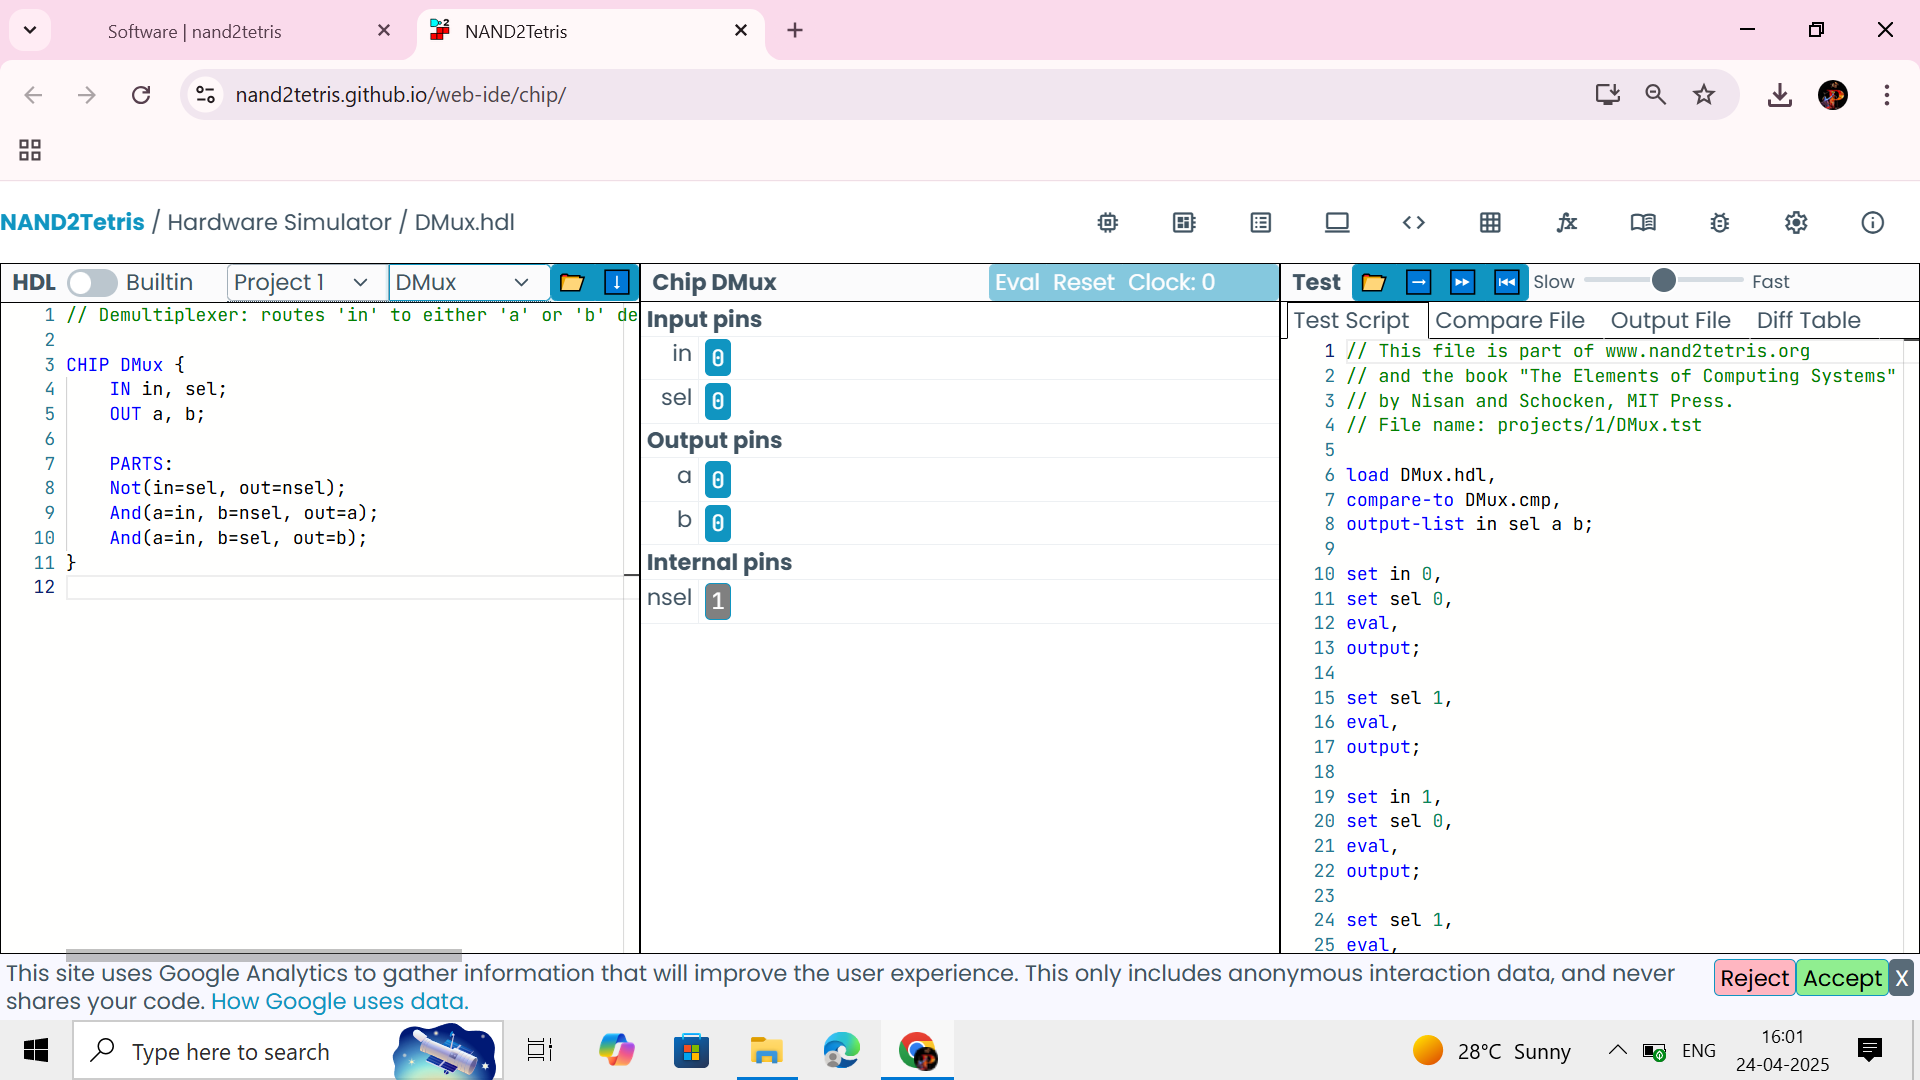 Software | nand2tetris
NAND2Tetris
nand2tetris.github.io/web-ide/chip/
NAND2Tetris / Hardware Simulator / DMux.hdl
HDL Builtin Project 1 DMux
1 // Demultiplexer: routes 'in' to either 'a' or 'b' de
2
3 CHIP DMux {
4 IN in, sel;
5 OUT a, b;
6
7 PARTS:
8 Not(in=sel, out=nsel);
9 And(a=in, b=nsel, out=a);
10 And(a=in, b=sel, out=b);
11 }
12
Chip DMux Eval Reset Clock: 0
Input pins
in 0
sel 0
Output pins
a 0
b 0
Internal pins
nsel 1
Test Slow Fast
Test Script Compare File Output File Diff Table
1 // This file is part of www.nand2tetris.org
2 // and the book "The Elements of Computing Systems"
3 // by Nisan and Schocken, MIT Press.
4 // File name: projects/1/DMux.tst
5
6 load DMux.hdl,
7 compare-to DMux.cmp,
8 output-list in sel a b;
9
10 set in 0,
11 set sel 0,
12 eval,
13 output;
14
15 set sel 1,
16 eval,
17 output;
18
19 set in 1,
20 set sel 0,
21 eval,
22 output;
23
24 set sel 1,
25 eval,
This site uses Google Analytics to gather information that will improve the user experience. This only includes anonymous interaction data, and never
shares your code. How Google uses data.
Reject Accept X
Type here to search
28°C Sunny
ENG
16:01
24-04-2025